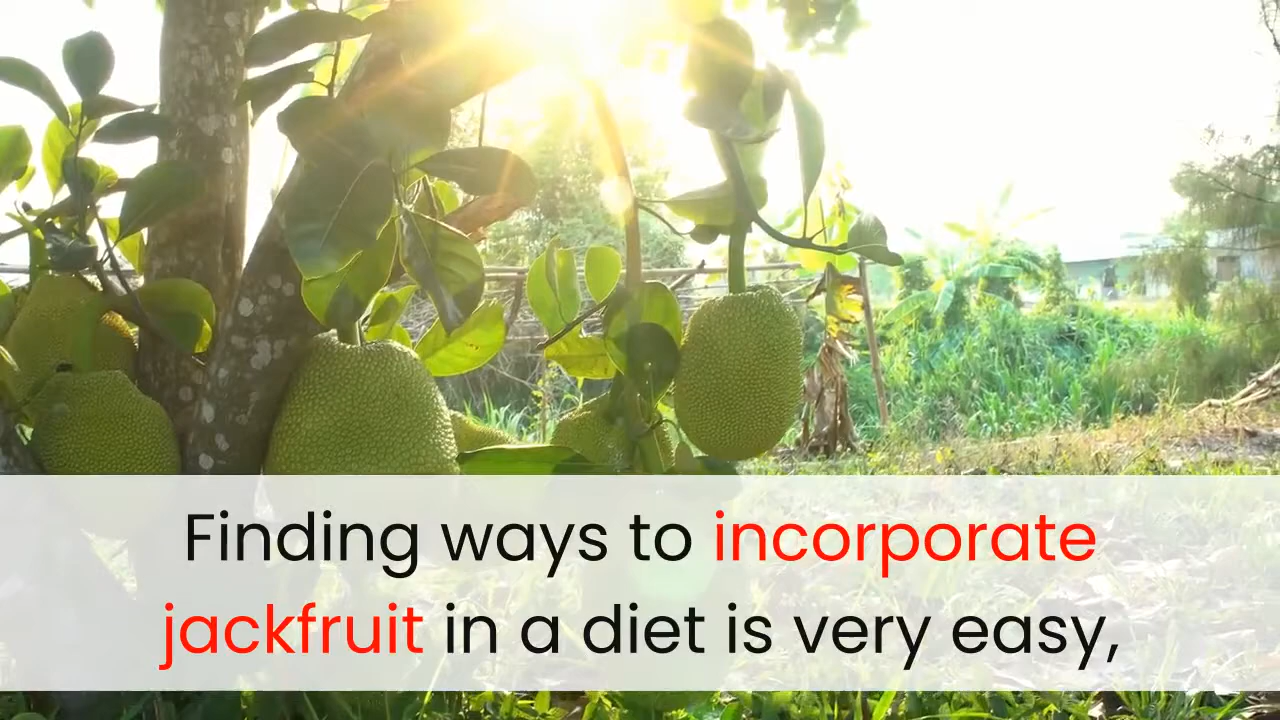 Finding ways to incorporate
jackfruit in a diet is very easy,